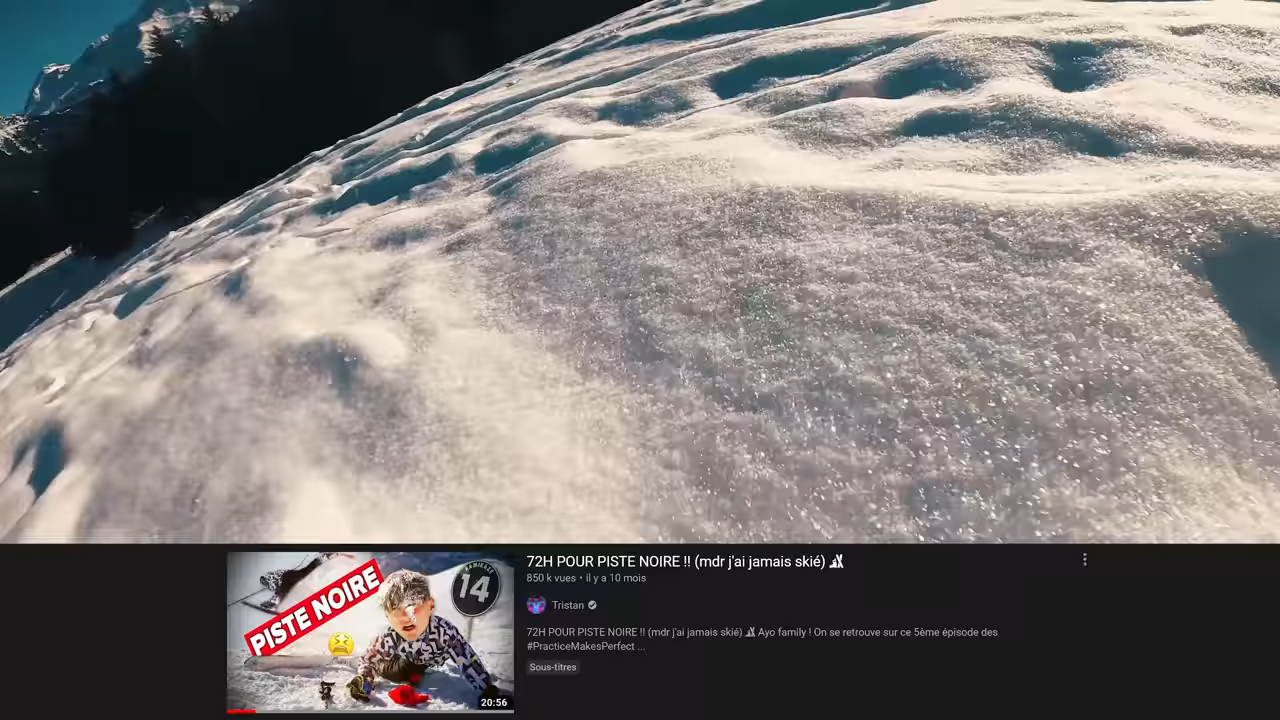 72H POUR PISTE NOIRE !! (mdr j'ai jamais skié) ⛷
850 k vues • il y a 10 mois
Tristan
72H POUR PISTE NOIRE !! (mdr j'ai jamais skié) ⛷ Ayo family ! On se retrouve sur ce 5ème épisode des
#PracticeMakesPerfect ...
Sous-titres
PISTE NOIRE
KAMIKAZE
14
20:56